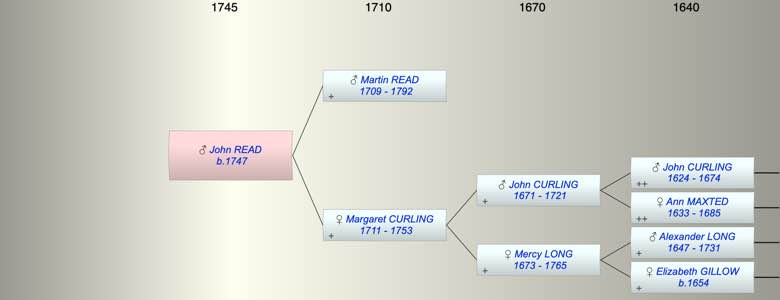 1745 1710 1670 1640
♂ Martin READ
1709 - 1792
+
♂ John READ
b.1747
♀ Margaret CURLING
1711 - 1753
+
♂ John CURLING
1671 - 1721
+
♀ Mercy LONG
1673 - 1765
+
♂ John CURLING
1624 - 1674
++
♀ Ann MAXTED
1633 - 1685
++
♂ Alexander LONG
1647 - 1731
+
♀ Elizabeth GILLOW
b.1654
+